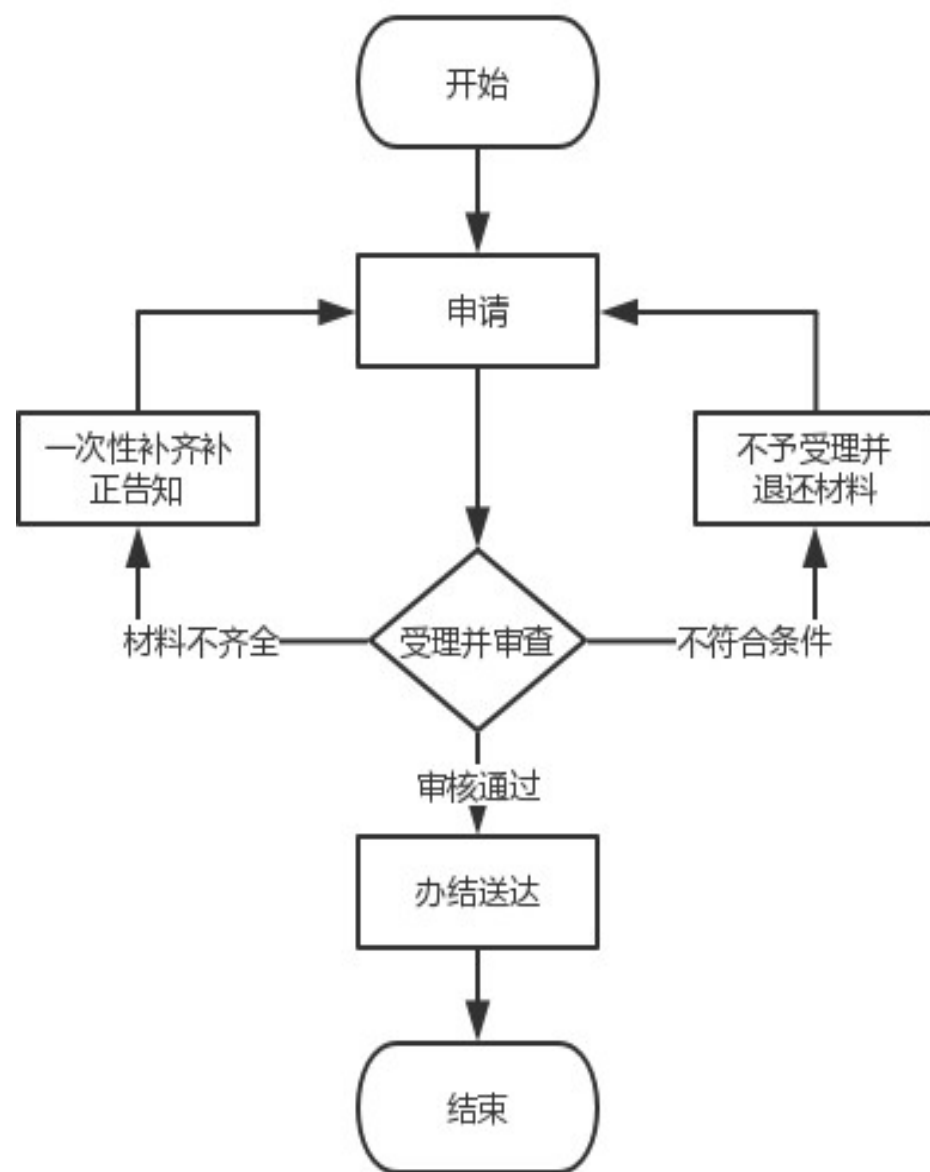 开始
申请
一次性补齐补
正告知
不予受理并
退还材料
材料不齐全
受理并审查
不符合条件
审核通过
办结送达
结束